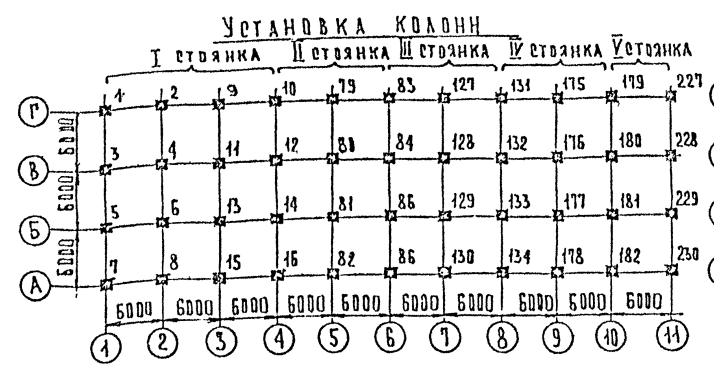 УСТАНОВКА КОЛОНН
I СТОЯНКА II СТОЯНКА III СТОЯНКА IV СТОЯНКА V СТОЯНКА
Г 1 2 9 10 79 83 127 131 175 179 227
6000
В 3 4 11 12 80 84 128 132 176 180 228
6000
Б 5 6 13 14 81 86 129 133 177 181 229
6000
А 7 8 15 16 82 86 130 134 178 182 230
6000 6000 6000 6000 6000 6000 6000 6000 6000 6000
1 2 3 4 5 6 7 8 9 10 11